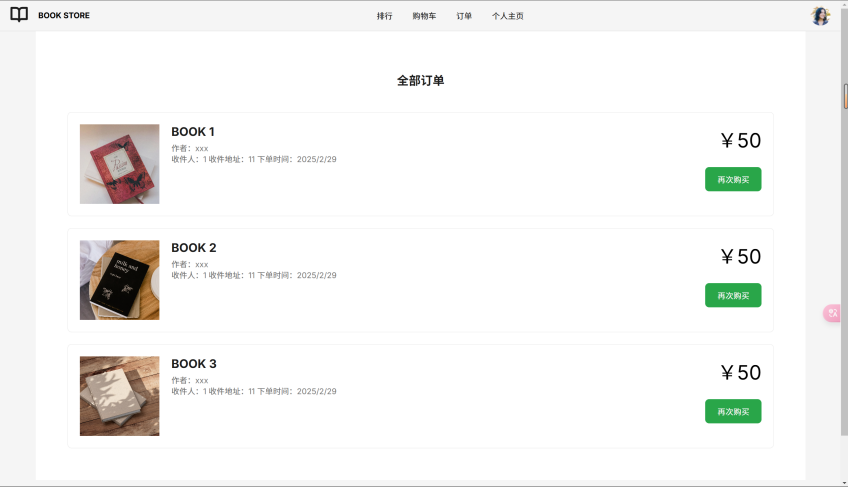 BOOK STORE
排行 购物车 订单 个人主页
全部订单
BOOK 1
作者：xxx
收件人：1 收件地址：11 下单时间：2025/2/29
￥50
再次购买
milk and
honey
BOOK 2
作者：xxx
收件人：1 收件地址：11 下单时间：2025/2/29
￥50
再次购买
BOOK 3
作者：xxx
收件人：1 收件地址：11 下单时间：2025/2/29
￥50
再次购买